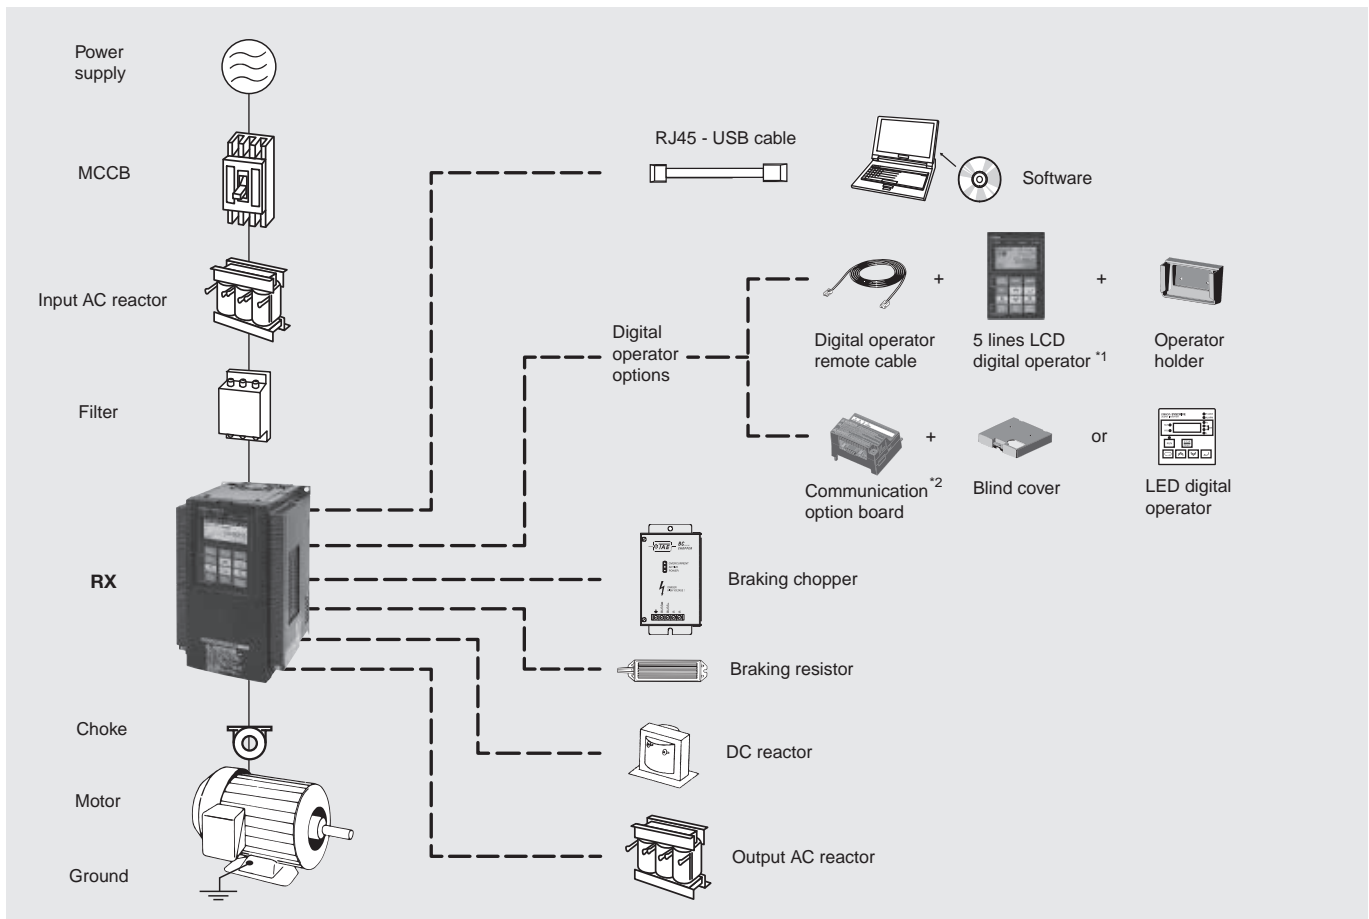 Power
supply
MCCB
Input AC reactor
Filter
RX
Choke
Motor
Ground
RJ45 - USB cable
Software
Digital
operator
options
Digital operator
remote cable
+
5 lines LCD
digital operator *1
+
Operator
holder
Communication *2
option board
+
Blind cover
or
LED digital
operator
Braking chopper
Braking resistor
DC reactor
Output AC reactor